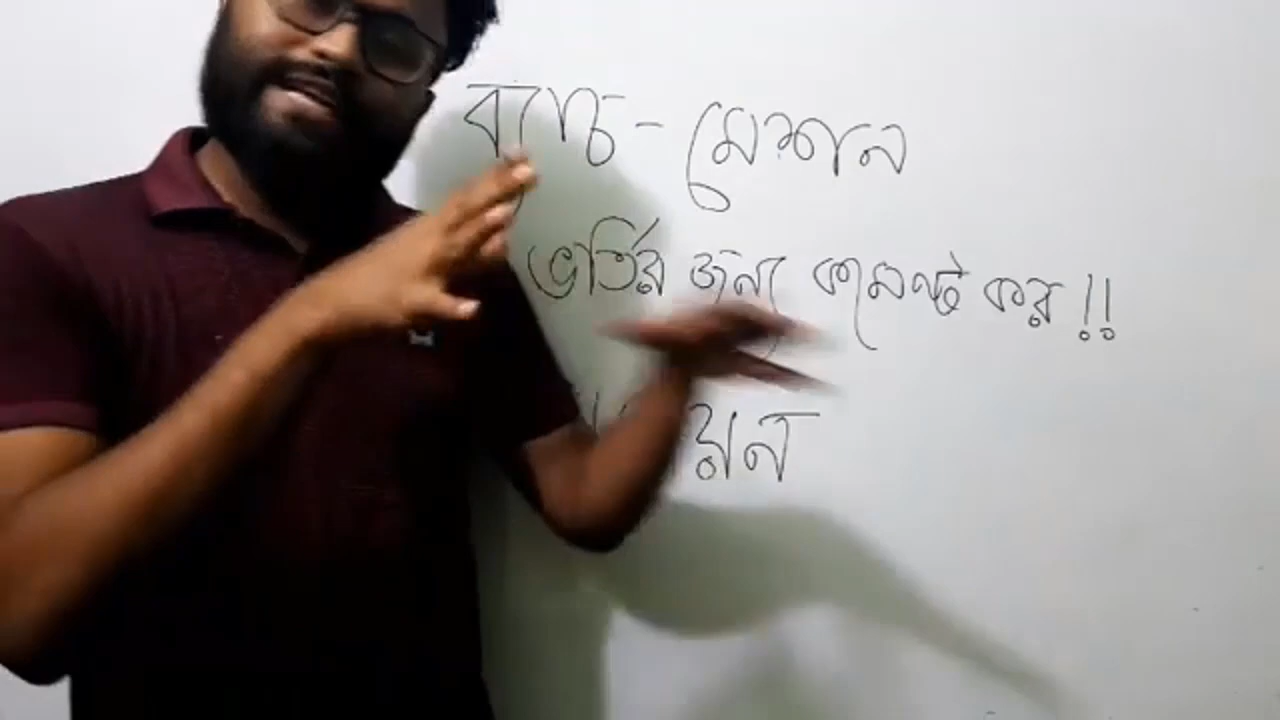 ব্যাচ - মেশন
ভর্তির জন্য কমেন্ট কর !!